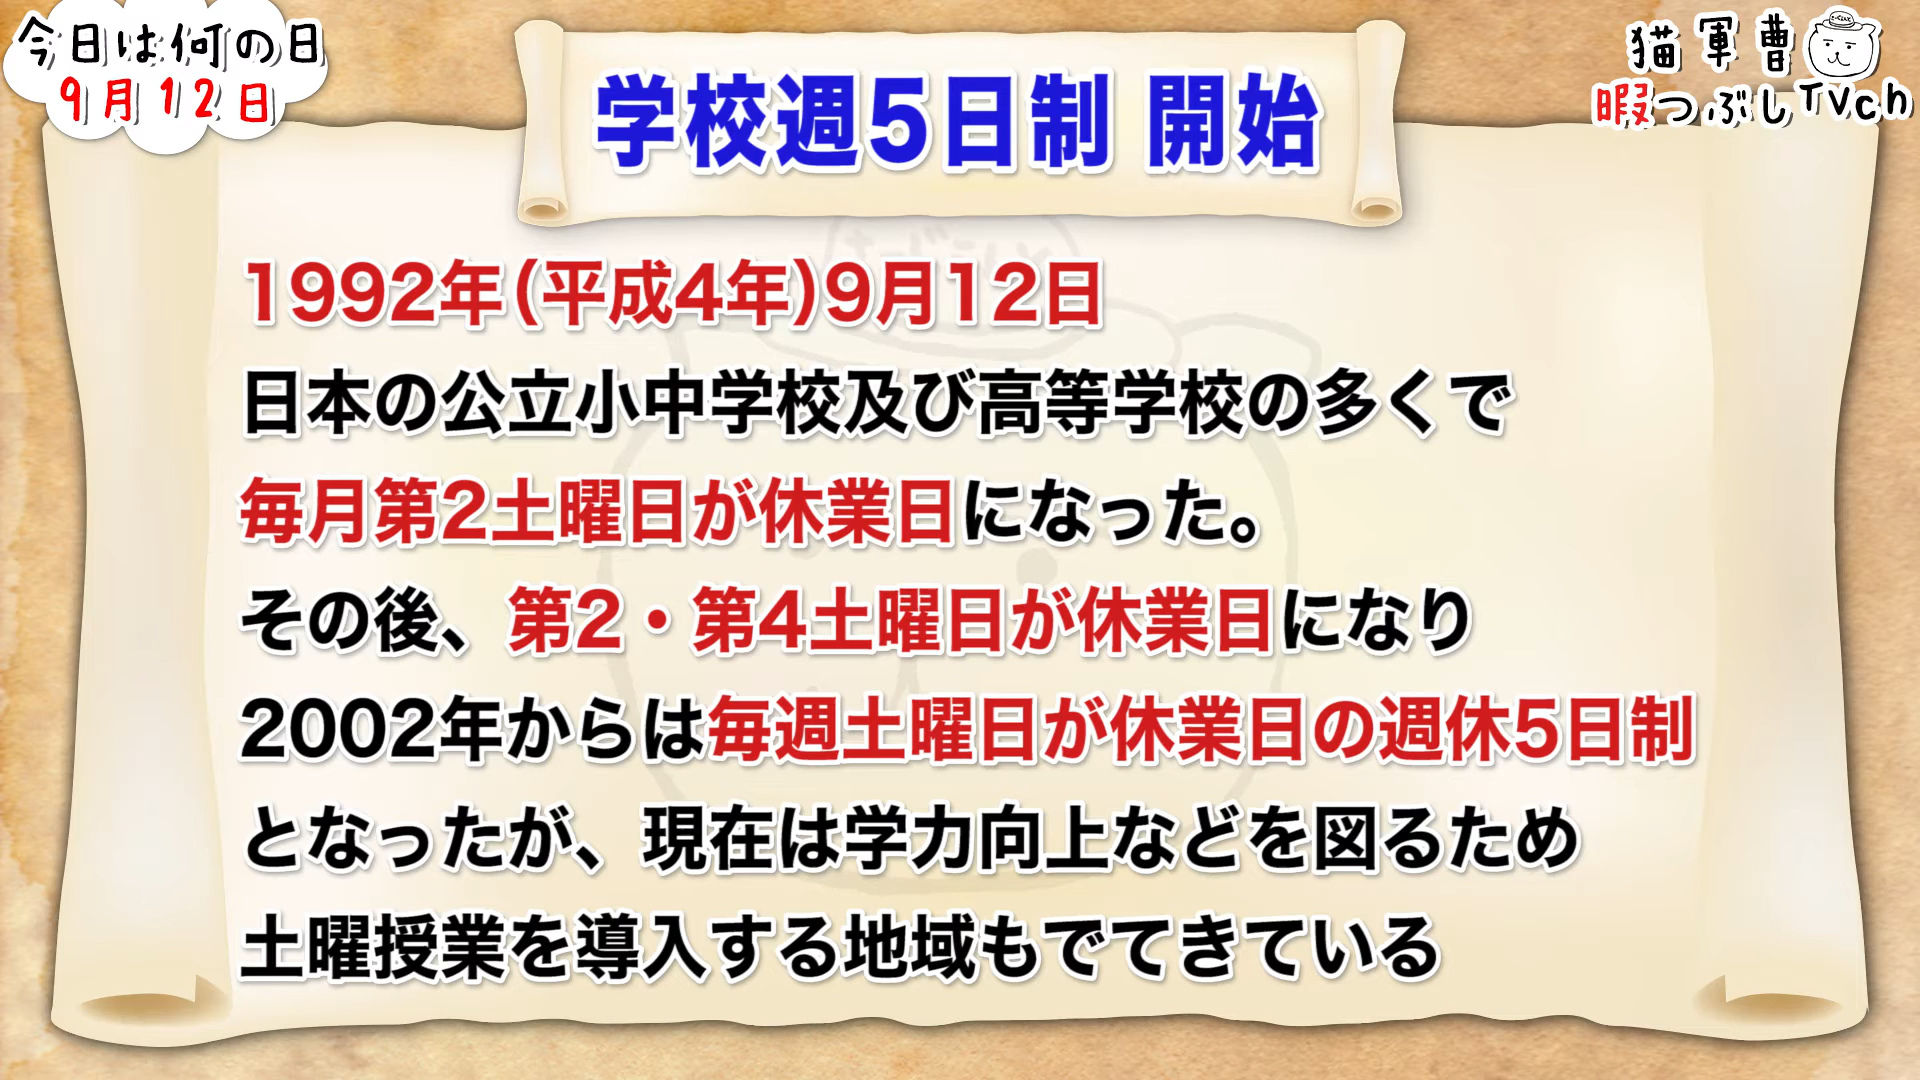 今日は何の日
9月12日
学校週5日制 開始
猫軍曹
暇つぶしTVch
1992年(平成4年)9月12日
日本の公立小中学校及び高等学校の多くで
毎月第2土曜日が休業日になった。
その後、第2・第4土曜日が休業日になり
2002年からは毎週土曜日が休業日の週休5日制
となったが、現在は学力向上などを図るため
土曜授業を導入する地域もでてきている